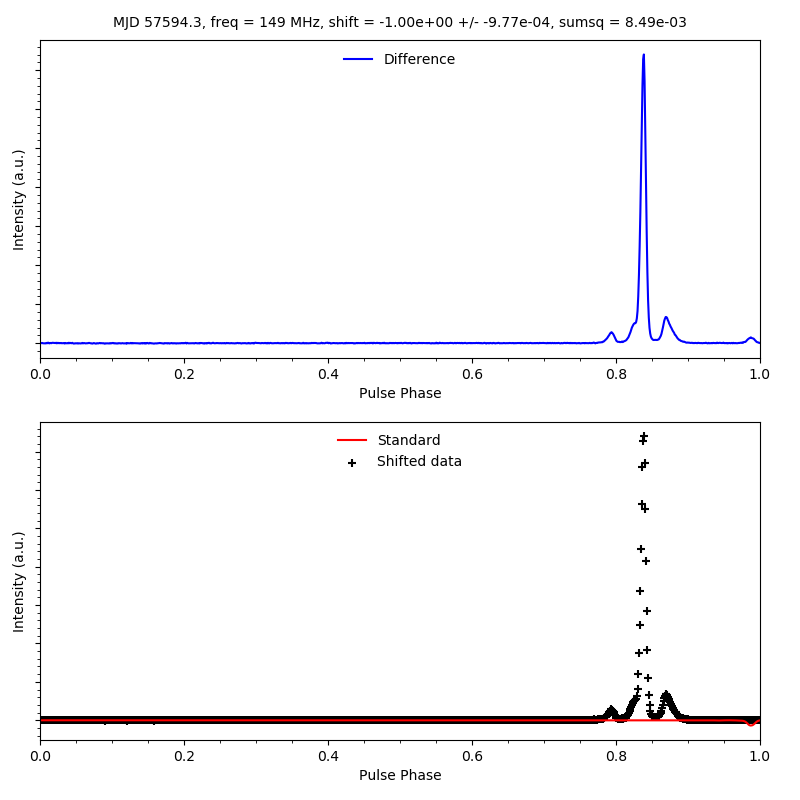 MJD 57594.3, freq = 149 MHz, shift = -1.00e+00 +/- -9.77e-04, sumsq = 8.49e-03
Difference
Intensity (a.u.)
0.0 0.2 0.4 0.6 0.8 1.0
Pulse Phase
Standard
Shifted data
Intensity (a.u.)
0.0 0.2 0.4 0.6 0.8 1.0
Pulse Phase